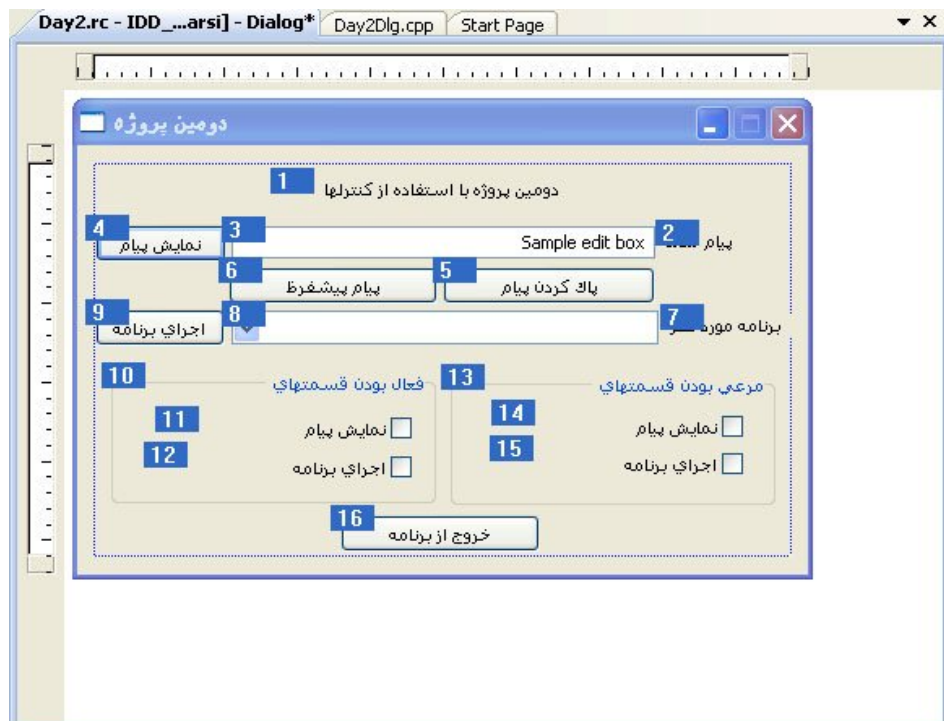 Day2.rc - IDD_...arsi] - Dialog* Day2Dlg.cpp Start Page
دومین پروژه
1 دومین پروژه با استفاده از کنترلها
پیام 2 Sample edit box 3 نمایش پیام 4
پاك کردن پیام 5 پیام پیشفرظ 6
برنامه مورد 7 8 اجراي برنامه 9
مرعي بودن قسمتهاي 13 فعال بودن قسمتهاي 10
نمایش پیام 14 نمایش پیام 11
اجراي برنامه 15 اجراي برنامه 12
خروج از برنامه 16